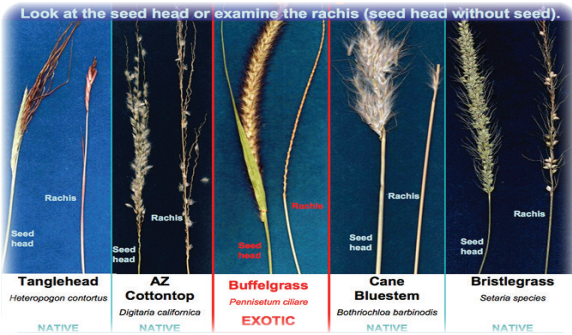 Look at the seed head or examine the rachis (seed head without seed).
Rachis
Seed
head
Rachis
Seed
head
Rachis
Seed
head
Rachis
Seed
head
Rachis
Seed
head
Tanglehead
Heteropogon contortus
NATIVE
AZ
Cottontop
Digitaria californica
NATIVE
Buffelgrass
Pennisetum ciliare
EXOTIC
Cane
Bluestem
Bothriochloa barbinodis
NATIVE
Bristlegrass
Setaria species
NATIVE